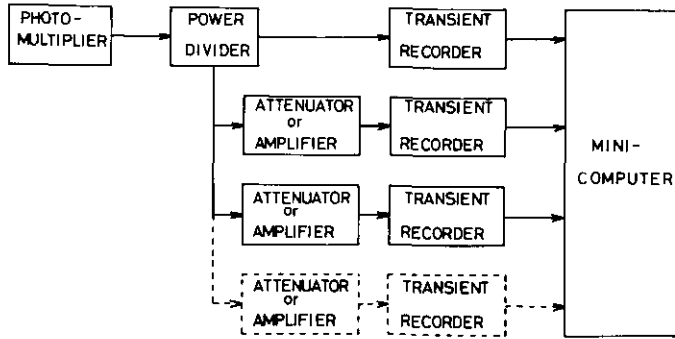 PHOTO-
MULTIPLIER
POWER
DIVIDER
TRANSIENT
RECORDER
ATTENUATOR
or
AMPLIFIER
TRANSIENT
RECORDER
MINI-
COMPUTER
ATTENUATOR
or
AMPLIFIER
TRANSIENT
RECORDER
ATTENUATOR
or
AMPLIFIER
TRANSIENT
RECORDER